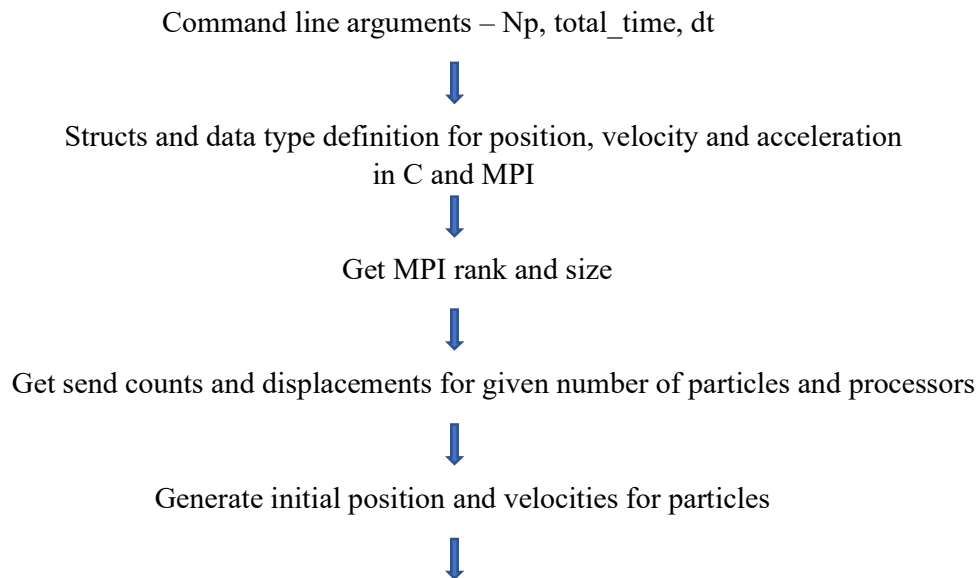 Command line arguments – Np, total_time, dt
Structs and data type definition for position, velocity and acceleration
in C and MPI
Get MPI rank and size
Get send counts and displacements for given number of particles and processors
Generate initial position and velocities for particles